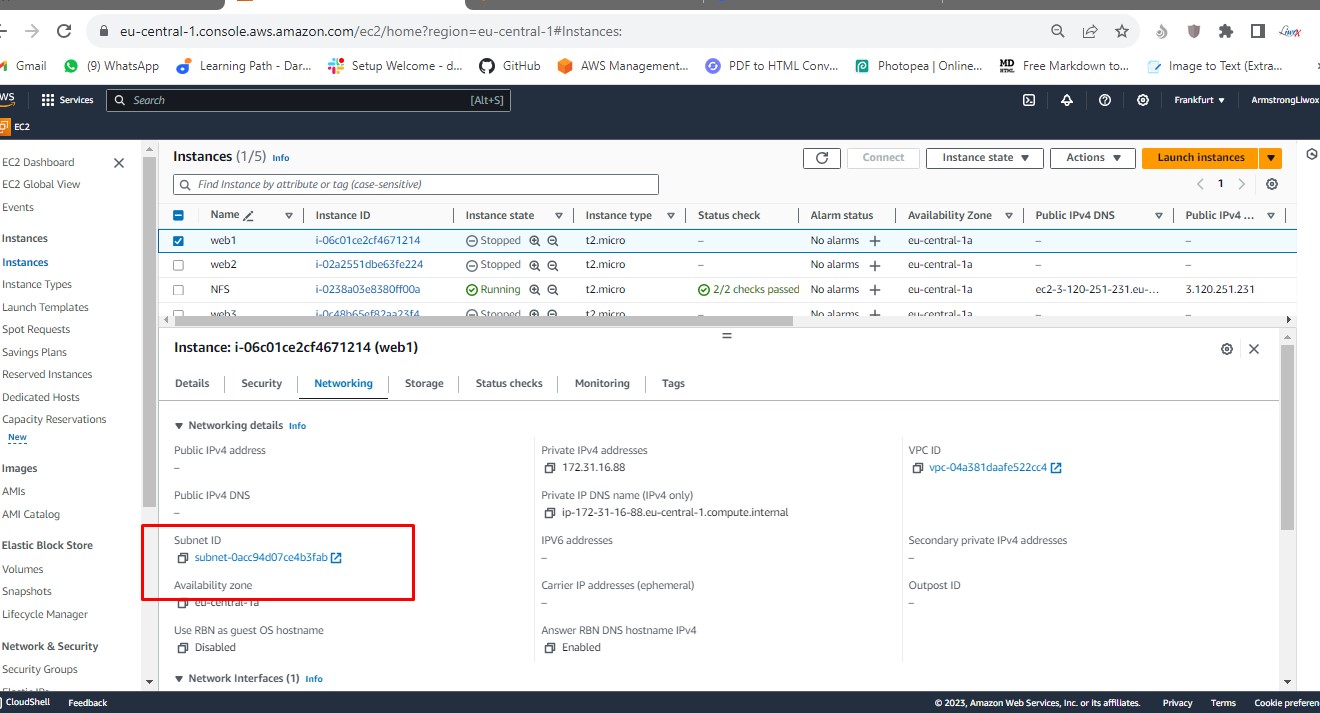 eu-central-1.console.aws.amazon.com/ec2/home?region=eu-central-1#Instances:
Gmail (9) WhatsApp Learning Path - Dar... Setup Welcome - d... GitHub AWS Management... PDF to HTML Conv... Photopea | Online... MD Free Markdown to... Image to Text (Extra...
Services Search [Alt+S] Frankfurt ▼ ArmstrongLiwox
EC2
EC2 Dashboard
EC2 Global View
Events
Instances
Instances
Instance Types
Launch Templates
Spot Requests
Savings Plans
Reserved Instances
Dedicated Hosts
Capacity Reservations
New
Images
AMIs
AMI Catalog
Elastic Block Store
Volumes
Snapshots
Lifecycle Manager
Network & Security
Security Groups
Instances (1/5) Info
Connect Instance state ▼ Actions ▼ Launch instances ▼
Find Instance by attribute or tag (case-sensitive)
1
Name Instance ID Instance state Instance type Status check Alarm status Availability Zone Public IPv4 DNS Public IPv4 ...
web1 i-06c01ce2cf4671214 Stopped t2.micro – No alarms + eu-central-1a – –
web2 i-02a2551dbe63fe224 Stopped t2.micro – No alarms + eu-central-1a – –
NFS i-0238a03e8380ff00a Running t2.micro 2/2 checks passed No alarms + eu-central-1a ec2-3-120-251-231.eu-... 3.120.251.231
web3 i-0c48b65ef82aa23f4 Stopped t2.micro – No alarms + eu-central-1a – –
Instance: i-06c01ce2cf4671214 (web1)
Details Security Networking Storage Status checks Monitoring Tags
▼ Networking details Info
Public IPv4 address
–
Private IPv4 addresses
172.31.16.88
VPC ID
vpc-04a381daafe522cc4
Public IPv4 DNS
–
Private IP DNS name (IPv4 only)
ip-172-31-16-88.eu-central-1.compute.internal
Subnet ID
subnet-0acc94d07ce4b3fab
IPV6 addresses
–
Secondary private IPv4 addresses
–
Availability zone
eu-central-1a
Carrier IP addresses (ephemeral)
–
Outpost ID
–
Use RBN as guest OS hostname
Disabled
Answer RBN DNS hostname IPv4
Enabled
▼ Network Interfaces (1) Info
CloudShell Feedback © 2023, Amazon Web Services, Inc. or its affiliates. Privacy Terms Cookie preferen